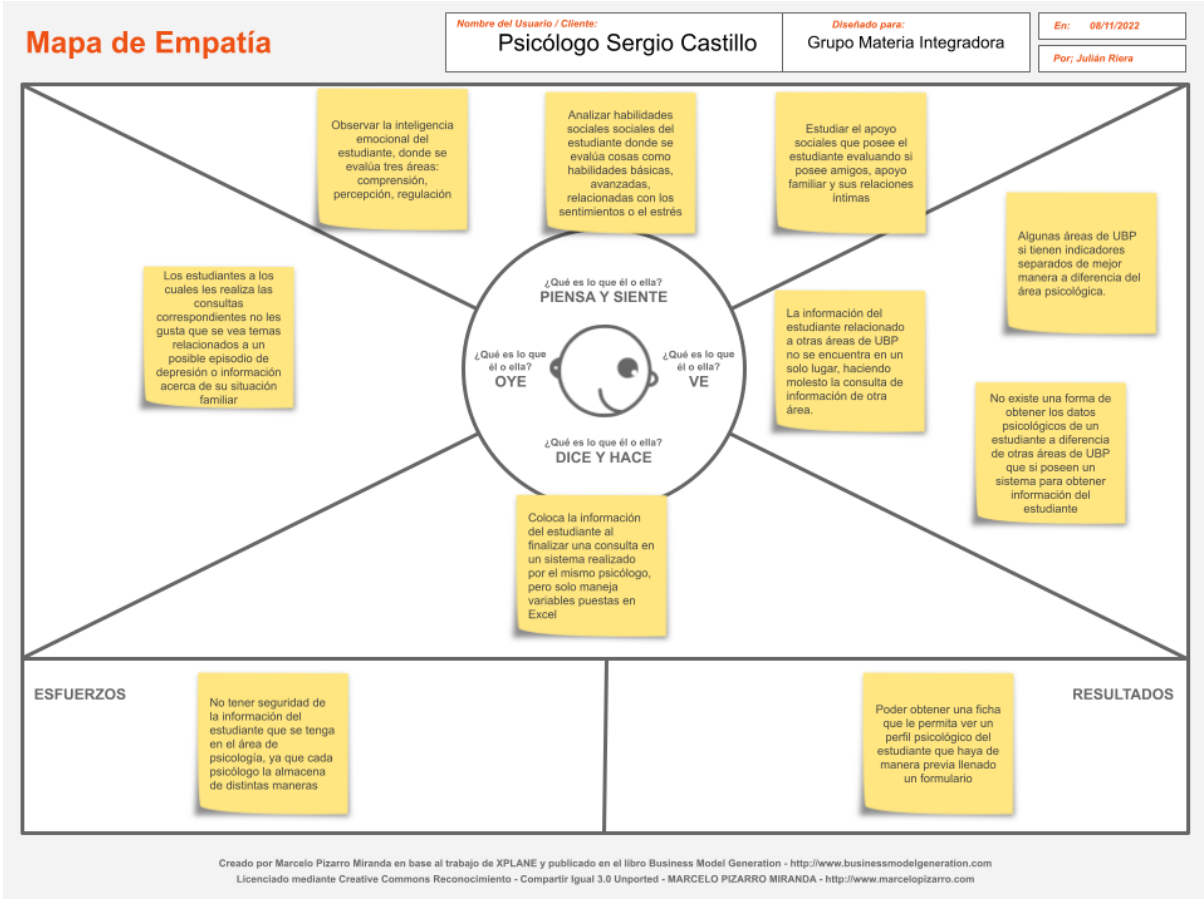 Mapa de Empatía
Nombre del Usuario / Cliente:
Psicólogo Sergio Castillo
Diseñado para:
Grupo Materia Integradora
En: 08/11/2022
Por; Julián Riera
Observar la inteligencia
emocional del
estudiante, donde se
evalúa tres áreas:
comprensión,
percepción, regulación
Analizar habilidades
sociales sociales del
estudiante donde se
evalúa cosas como
habilidades básicas,
avanzadas,
relacionadas con los
sentimientos o el estrés
Estudiar el apoyo
sociales que posee el
estudiante evaluando si
posee amigos, apoyo
familiar y sus relaciones
íntimas
Algunas áreas de UBP
si tienen indicadores
separados de mejor
manera a diferencia del
área psicológica.
Los estudiantes a los
cuales les realiza las
consultas
correspondientes no les
gusta que se vea temas
relacionados a un
posible episodio de
depresión o información
acerca de su situación
familiar
¿Qué es lo que él o ella?
PIENSA Y SIENTE
¿Qué es lo que
él o ella?
OYE
¿Qué es lo que
él o ella?
VE
¿Qué es lo que él o ella?
DICE Y HACE
La información del
estudiante relacionado
a otras áreas de UBP
no se encuentra en un
solo lugar, haciendo
molesto la consulta de
información de otra
área.
No existe una forma de
obtener los datos
psicológicos de un
estudiante a diferencia
de otras áreas de UBP
que si poseen un
sistema para obtener
información del
estudiante
Coloca la información
del estudiante al
finalizar una consulta en
un sistema realizado
por el mismo psicólogo,
pero solo maneja
variables puestas en
Excel
ESFUERZOS
No tener seguridad de
la información del
estudiante que se tenga
en el área de
psicología, ya que cada
psicólogo la almacena
de distintas maneras
RESULTADOS
Poder obtener una ficha
que le permita ver un
perfil psicológico del
estudiante que haya de
manera previa llenado
un formulario
Creado por Marcelo Pizarro Miranda en base al trabajo de XPLANE y publicado en el libro Business Model Generation - http://www.businessmodelgeneration.com
Licenciado mediante Creative Commons Reconocimiento - Compartir Igual 3.0 Unported - MARCELO PIZARRO MIRANDA - http://www.marcelopizarro.com